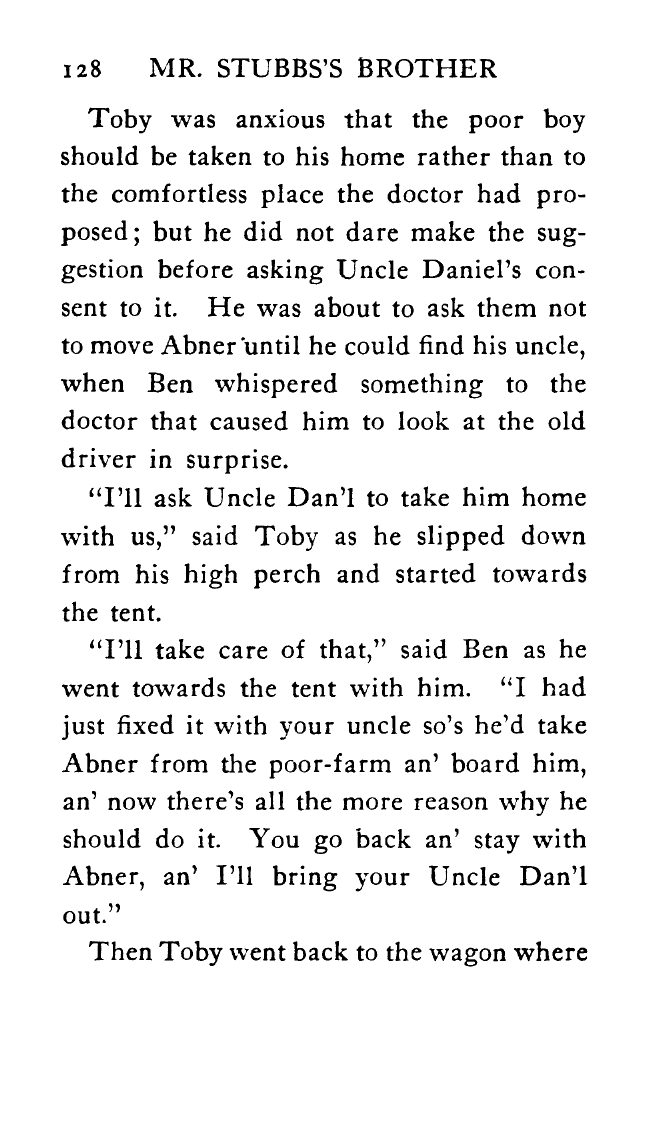 128 MR. STUBBS'S BROTHER
Toby was anxious that the poor boy
should be taken to his home rather than to
the comfortless place the doctor had pro-
posed; but he did not dare make the sug-
gestion before asking Uncle Daniel's con-
sent to it. He was about to ask them not
to move Abner until he could find his uncle,
when Ben whispered something to the
doctor that caused him to look at the old
driver in surprise.
"I'll ask Uncle Dan'l to take him home
with us," said Toby as he slipped down
from his high perch and started towards
the tent.
"I'll take care of that," said Ben as he
went towards the tent with him. "I had
just fixed it with your uncle so's he'd take
Abner from the poor-farm an' board him,
an' now there's all the more reason why he
should do it. You go back an' stay with
Abner, an' I'll bring your Uncle Dan'l
out."
Then Toby went back to the wagon where